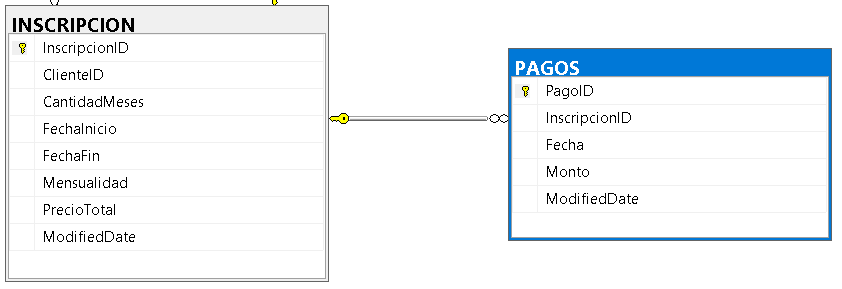 INSCRIPCION
InscripcionID
ClienteID
CantidadMeses
FechaInicio
FechaFin
Mensualidad
PrecioTotal
ModifiedDate
PAGOS
PagoID
InscripcionID
Fecha
Monto
ModifiedDate